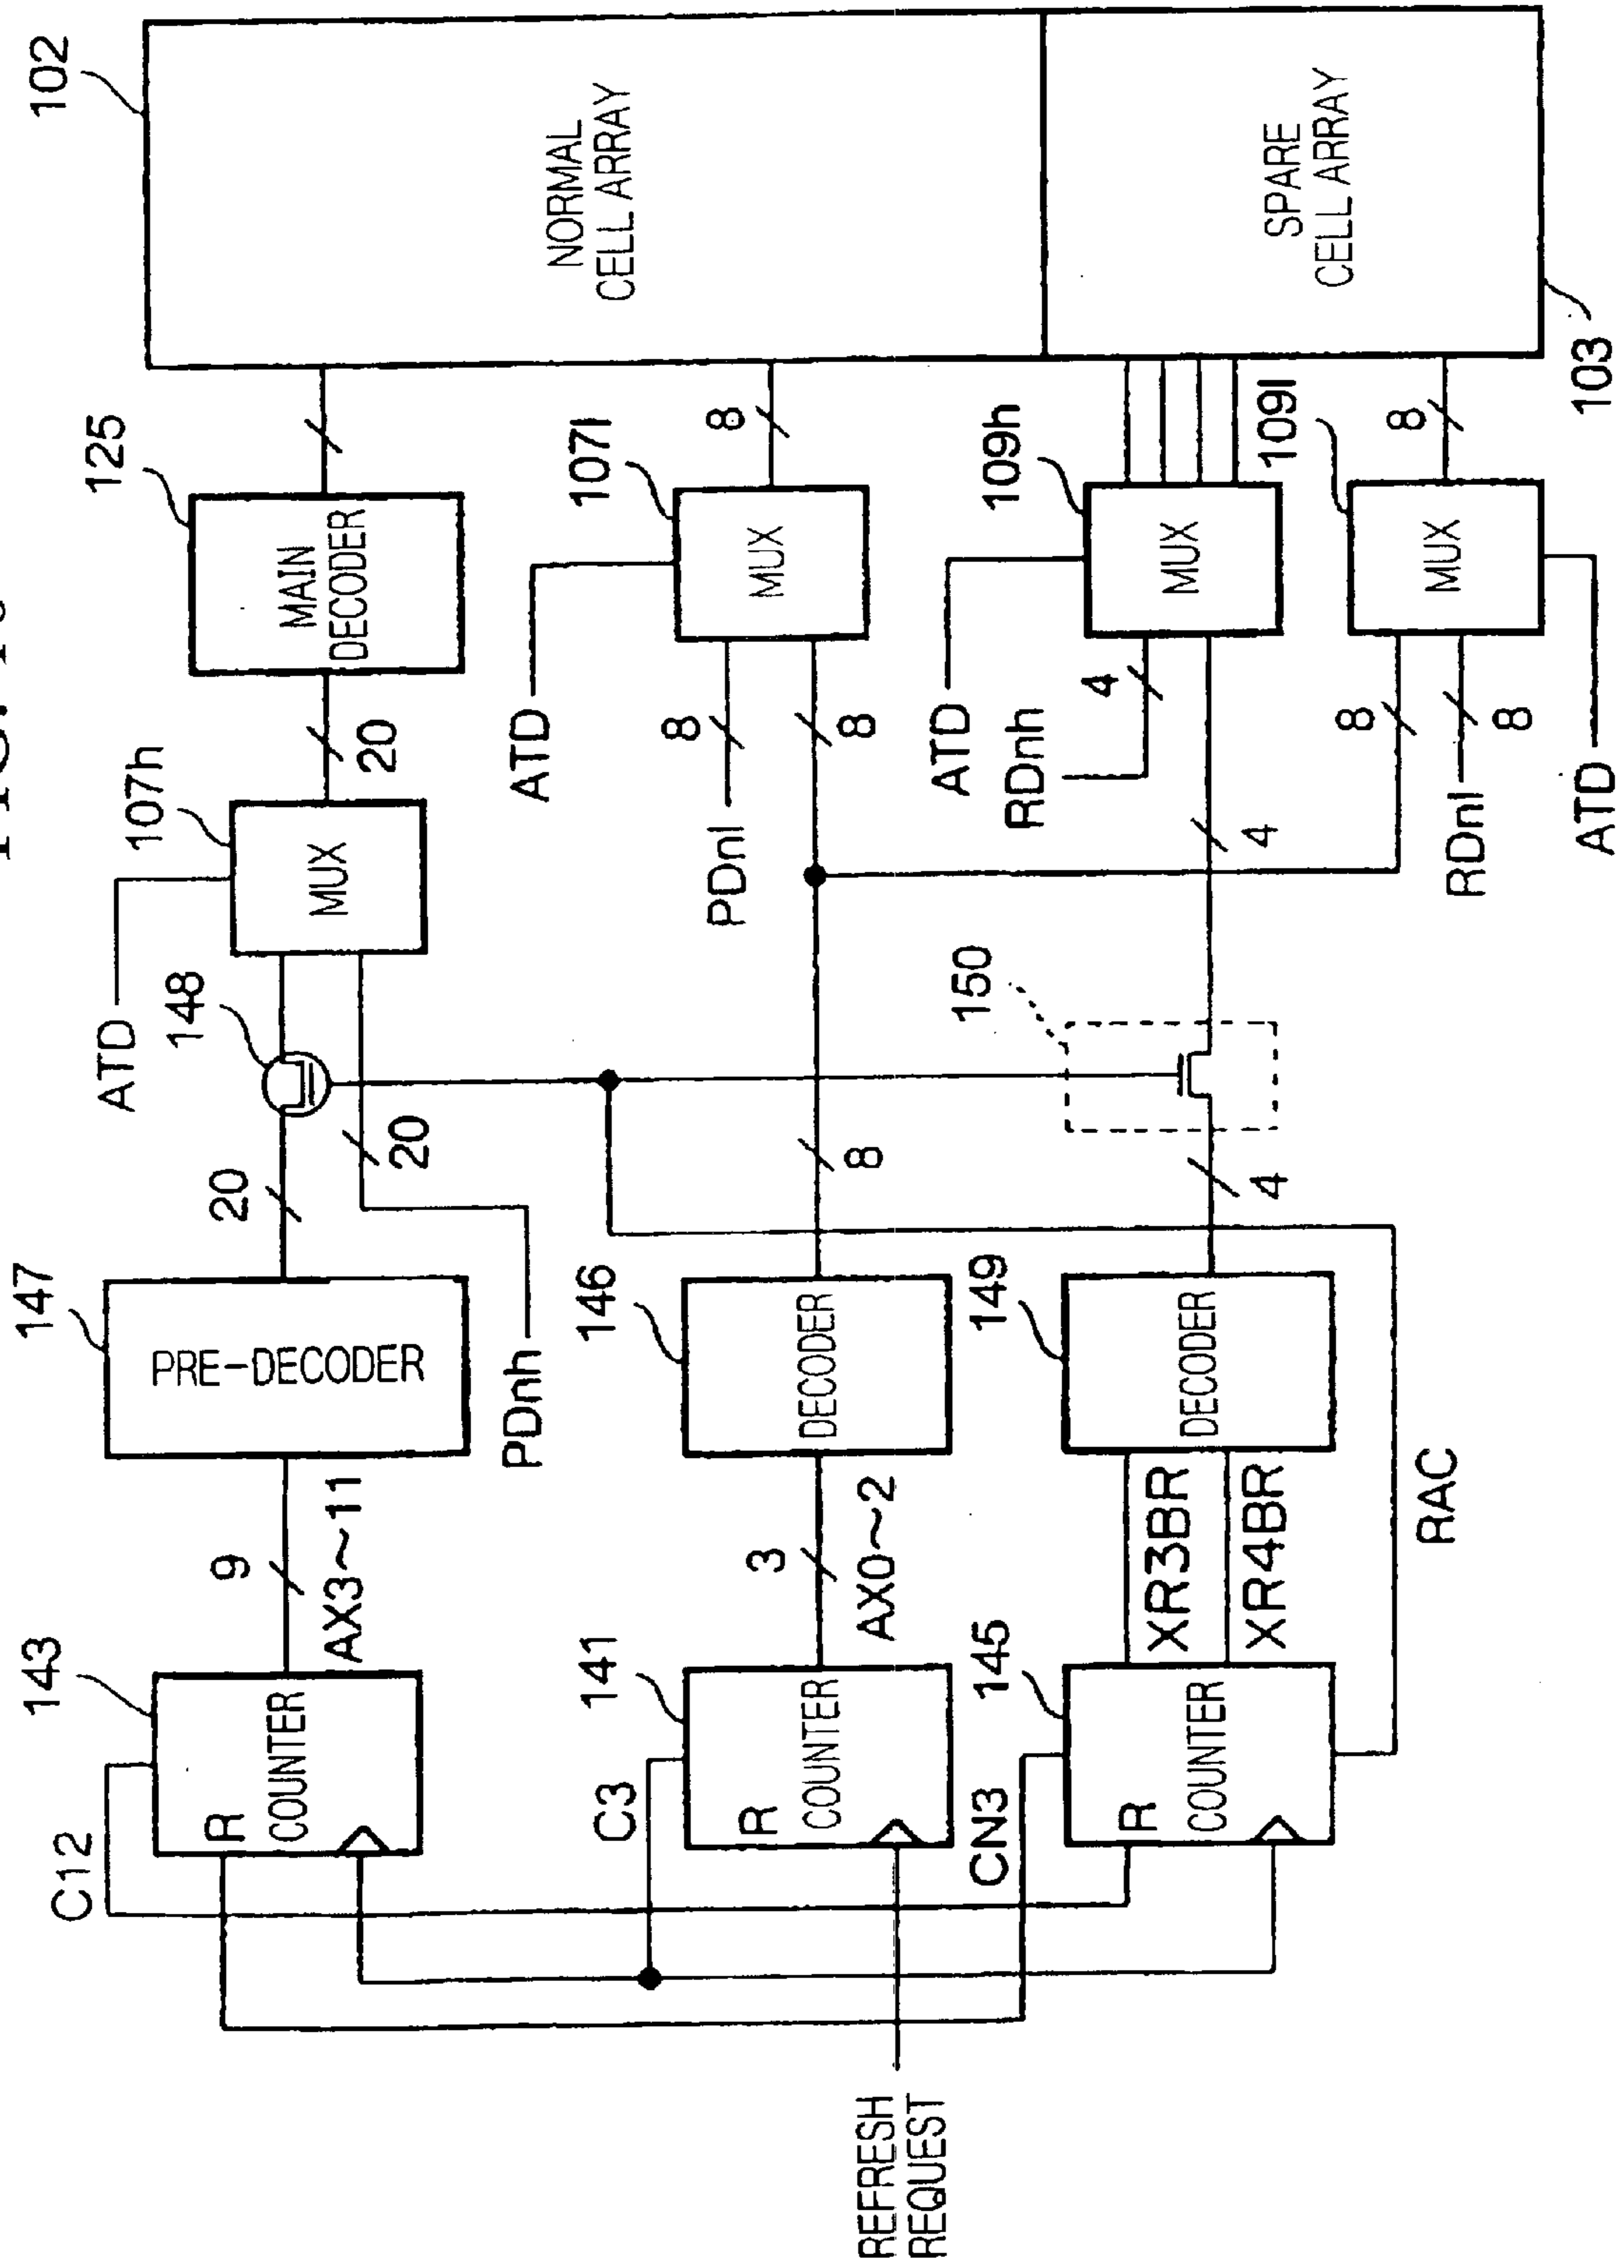 102
NORMAL
CELL ARRAY
SPARE
CELL ARRAY
103
125
MAIN
DECODER
107l
MUX
8
109h
MUX
109l
MUX
8
ATD
PDnl
8
8
ATD
RDnh
4
4
8
RDnl
8
ATD
107h
MUX
20
ATD
148
20
20
PDnh
150
8
4
147
PRE-DECODER
146
DECODER
149
DECODER
9
AX3~11
3
AX0~2
XR3BR
XR4BR
RAC
143
R
COUNTER
C12
141
R
COUNTER
C3
145
R
COUNTER
CN3
REFRESH
REQUEST